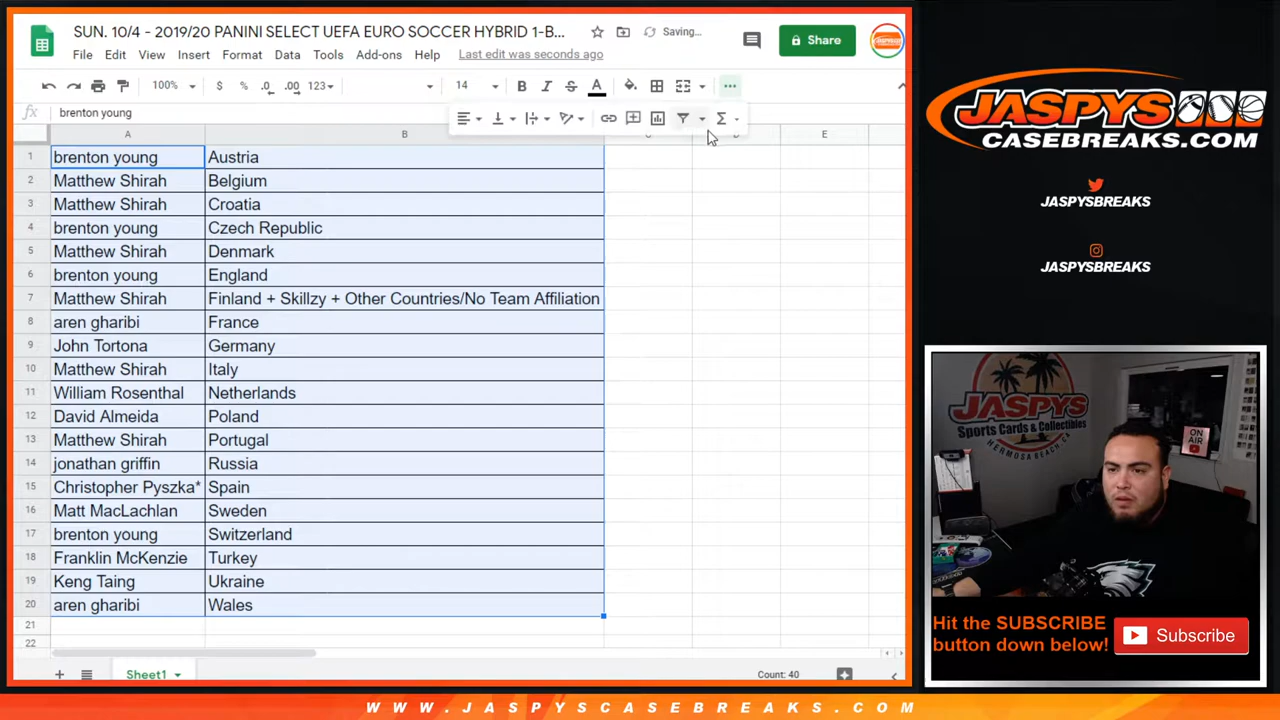 SUN. 10/4 - 2019/20 PANINI SELECT UEFA EURO SOCCER HYBRID 1-B...
Saving...
Share
File Edit View Insert Format Data Tools Add-ons Help Last edit was seconds ago
100% $ % .0 .00 123 14 B I S A
fx brenton young
A B C D E
1 brenton young Austria
2 Matthew Shirah Belgium
3 Matthew Shirah Croatia
4 brenton young Czech Republic
5 Matthew Shirah Denmark
6 brenton young England
7 Matthew Shirah Finland + Skillzy + Other Countries/No Team Affiliation
8 aren gharibi France
9 John Tortona Germany
10 Matthew Shirah Italy
11 William Rosenthal Netherlands
12 David Almeida Poland
13 Matthew Shirah Portugal
14 jonathan griffin Russia
15 Christopher Pyszka* Spain
16 Matt MacLachlan Sweden
17 brenton young Switzerland
18 Franklin McKenzie Turkey
19 Keng Taing Ukraine
20 aren gharibi Wales
21
22
Sheet1
Count: 40
JASPYS
CASEBREAKS.COM
JASPYSBREAKS
JASPYSBREAKS
JASPYS
Sports Cards & Collectibles
HERMOSA BEACH, CA
ON AIR
Hit the SUBSCRIBE
button down below!
Subscribe
WWW.JASPYSCASEBREAKS.COM